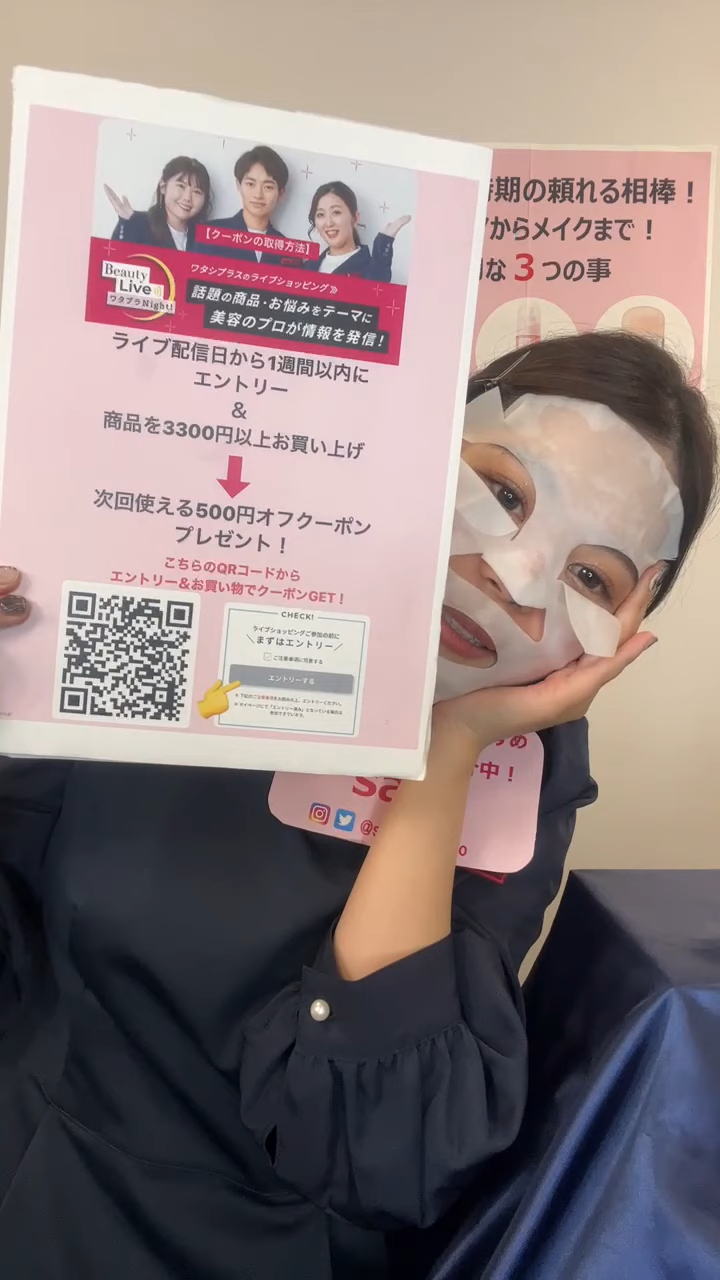 【クーポンの取得方法】
Beauty
Live
ワタプラNight!
ワタシプラスのライブショッピング
話題の商品・お悩みをテーマに
美容のプロが情報を発信!
ライブ配信日から1週間以内に
エントリー
&
商品を3300円以上お買い上げ
次回使える500円オフクーポン
プレゼント!
こちらのQRコードから
エントリー&お買い物でクーポンGET!
CHECK!
ライブショッピングご参加の前に
\まずはエントリー/
ご注意事項に同意する
エントリーする
期の頼れる相棒!
からメイクまで!
な3つの事
中!
@s